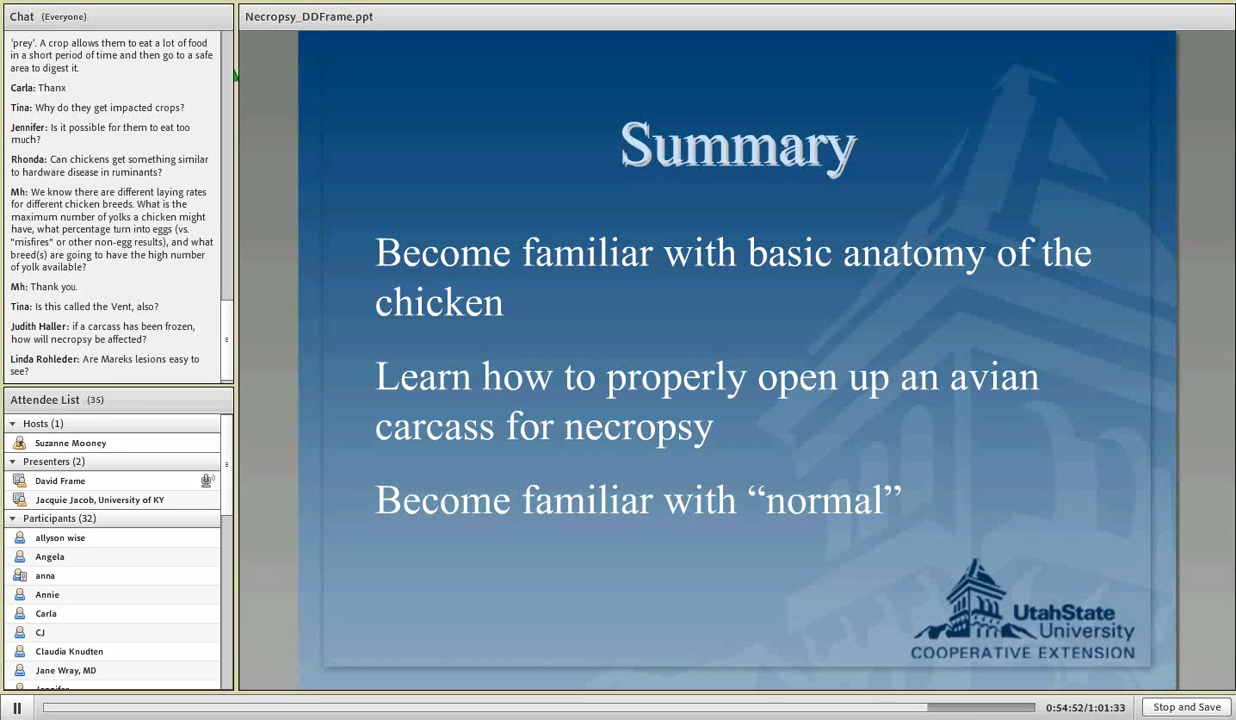 Chat (Everyone)
'prey'. A crop allows them to eat a lot of food
in a short period of time and then go to a safe
area to digest it.
Carla: Thanx
Tina: Why do they get impacted crops?
Jennifer: Is it possible for them to eat too
much?
Rhonda: Can chickens get something similar
to hardware disease in ruminants?
Mh: We know there are different laying rates
for different chicken breeds. What is the
maximum number of yolks a chicken might
have, what percentage turn into eggs (vs.
"misfires" or other non-egg results), and what
breed(s) are going to have the high number
of yolk available?
Mh: Thank you.
Tina: Is this called the Vent, also?
Judith Haller: if a carcass has been frozen,
how will necropsy be affected?
Linda Rohleder: Are Mareks lesions easy to
see?
Attendee List (35)
Hosts (1)
Suzanne Mooney
Presenters (2)
David Frame
Jacquie Jacob, University of KY
Participants (32)
allyson wise
Angela
anna
Annie
Carla
CJ
Claudia Knudten
Jane Wray, MD
Necropsy_DDFrame.ppt
Summary
Become familiar with basic anatomy of the
chicken
Learn how to properly open up an avian
carcass for necropsy
Become familiar with “normal”
UtahState
University
COOPERATIVE EXTENSION
0:54:52/1:01:33
Stop and Save